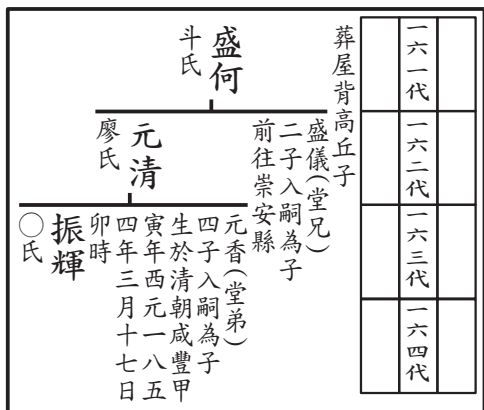 一六一代
一六二代
一六三代
一六四代
葬屋背高丘子
盛何
斗氏
盛儀(堂兄)
二子入嗣為子
前往崇安縣
元清
廖氏
元香(堂弟)
四子入嗣為子
生於清朝咸豐甲
寅年西元一八五
四年三月十七日
卯時
振輝
○氏